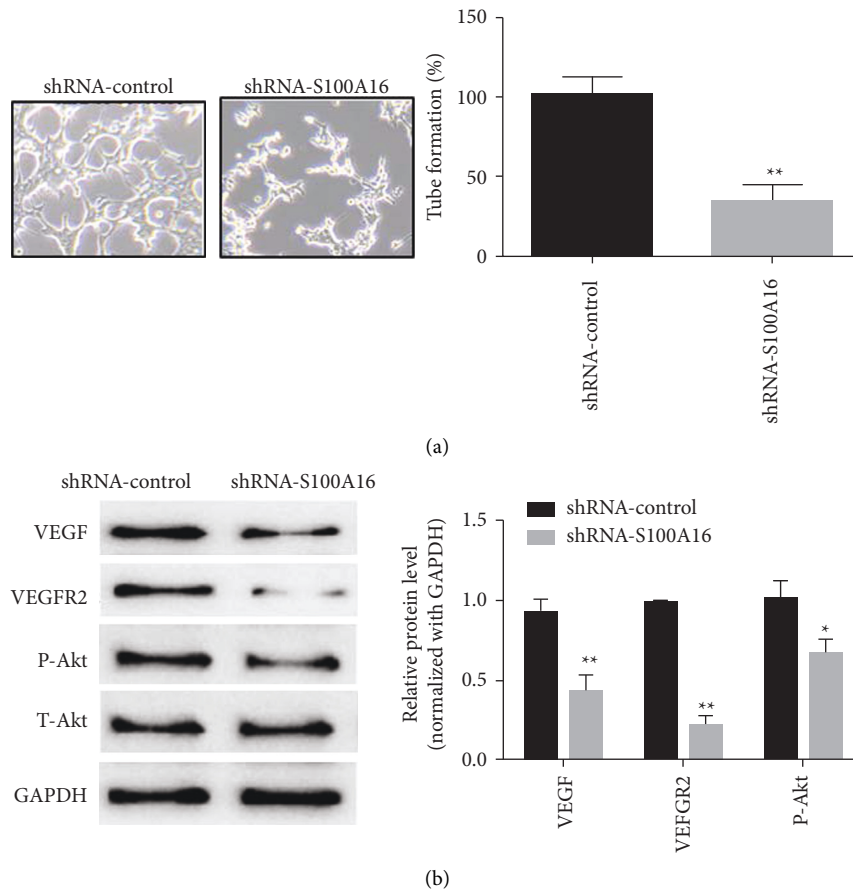 shRNA-control shRNA-S100A16
150
100
50
0
Tube formation (%)
**
shRNA-control
shRNA-S100A16
(a)
shRNA-control shRNA-S100A16
VEGF
VEGFR2
P-Akt
T-Akt
GAPDH
shRNA-control
shRNA-S100A16
Relative protein level
(normalized with GAPDH)
1.5
1.0
0.5
0.0
**
**
*
VEGF
VEFGR2
P-Akt
(b)